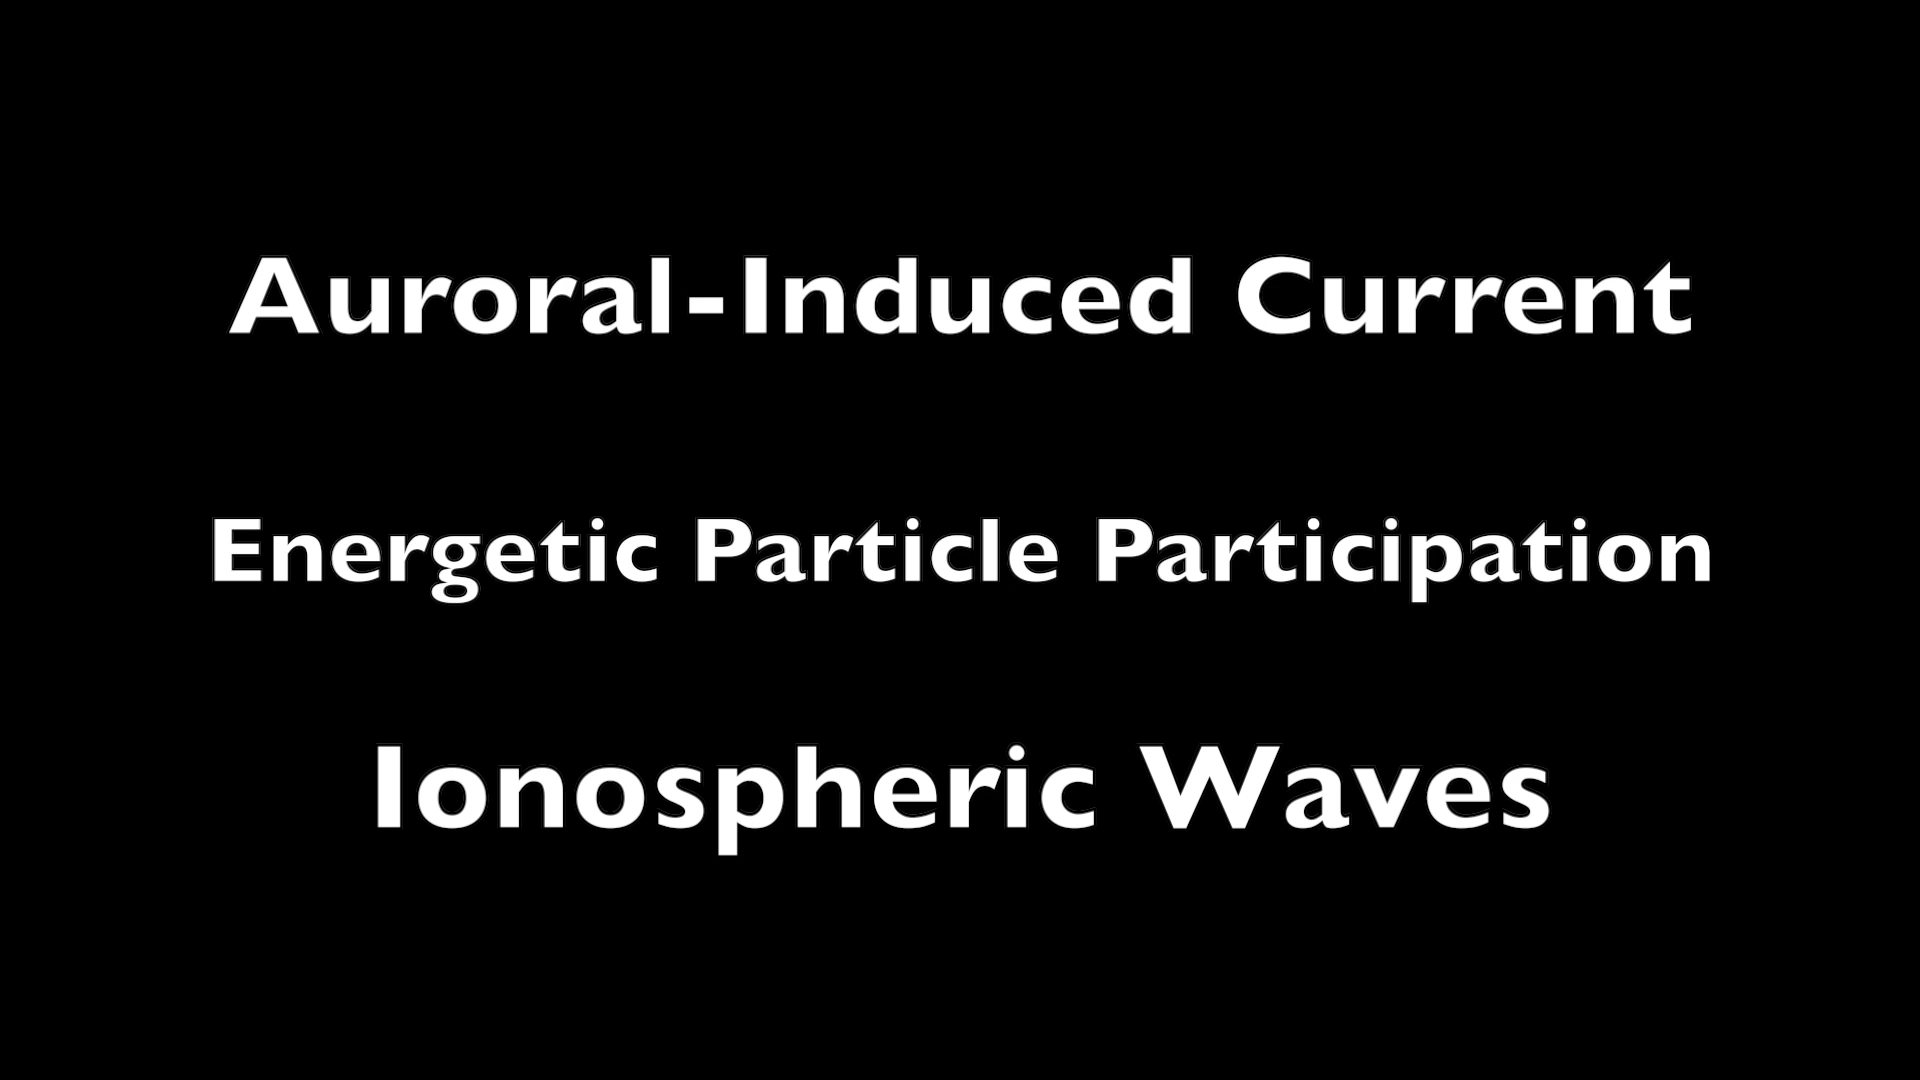 Auroral-Induced Current
Energetic Particle Participation
Ionospheric Waves